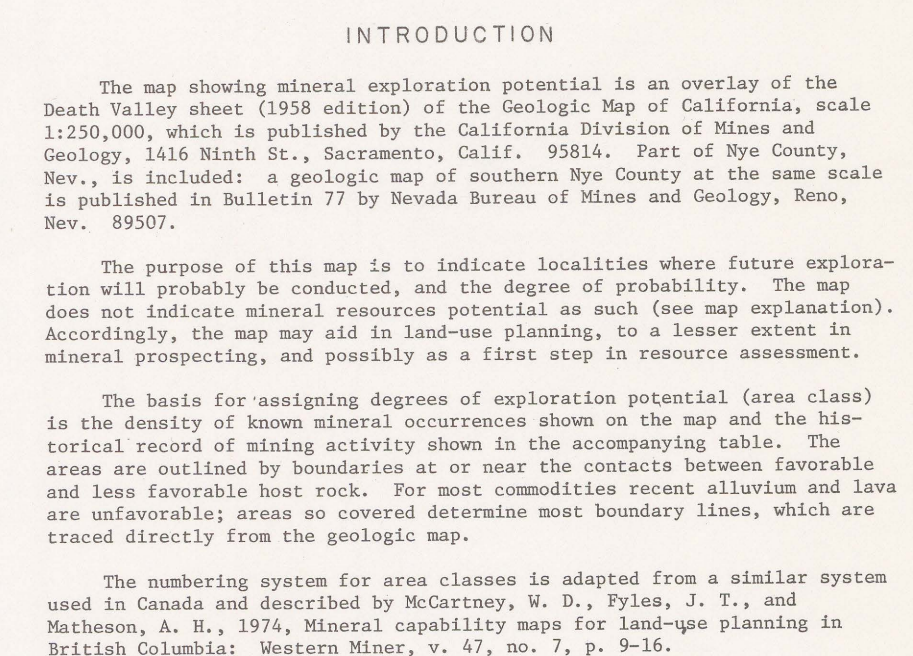 INTRODUCTION
The map showing mineral exploration potential is an overlay of the
Death Valley sheet (1958 edition) of the Geologic Map of California, scale
1:250,000, which is published by the California Division of Mines and
Geology, 1416 Ninth St., Sacramento, Calif.  95814.  Part of Nye County,
Nev., is included:  a geologic map of southern Nye County at the same scale
is published in Bulletin 77 by Nevada Bureau of Mines and Geology, Reno,
Nev.  89507.
The purpose of this map is to indicate localities where future explora-
tion will probably be conducted, and the degree of probability.  The map
does not indicate mineral resources potential as such (see map explanation).
Accordingly, the map may aid in land-use planning, to a lesser extent in
mineral prospecting, and possibly as a first step in resource assessment.
The basis for assigning degrees of exploration potential (area class)
is the density of known mineral occurrences shown on the map and the his-
torical record of mining activity shown in the accompanying table.  The
areas are outlined by boundaries at or near the contacts between favorable
and less favorable host rock.  For most commodities recent alluvium and lava
are unfavorable; areas so covered determine most boundary lines, which are
traced directly from the geologic map.
The numbering system for area classes is adapted from a similar system
used in Canada and described by McCartney, W. D., Fyles, J. T., and
Matheson, A. H., 1974, Mineral capability maps for land-use planning in
British Columbia:  Western Miner, v. 47, no. 7, p. 9-16.